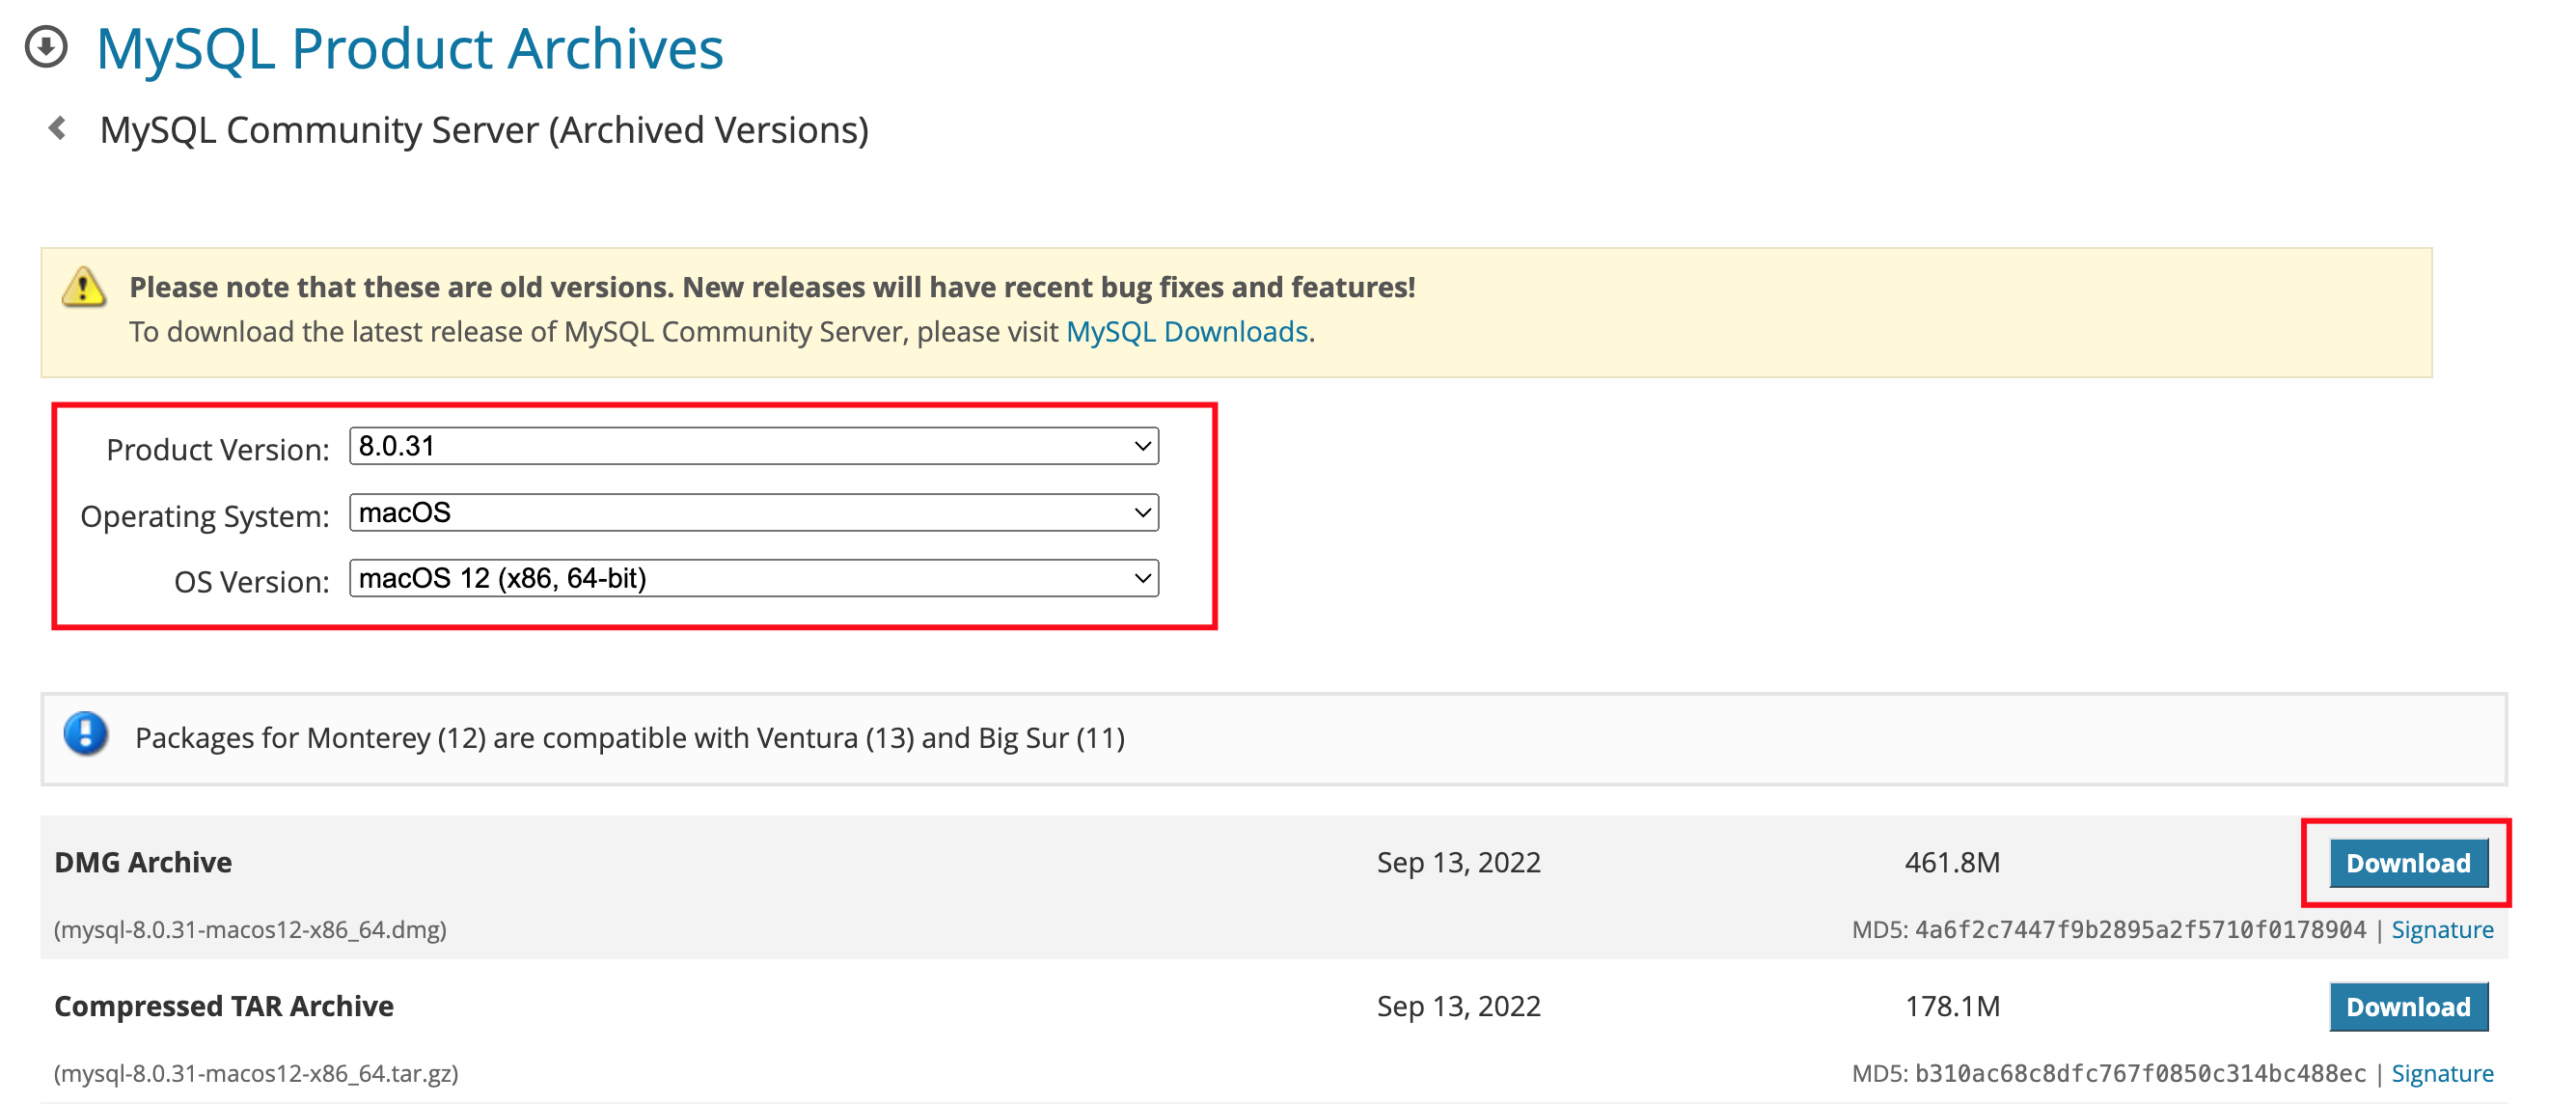 MySQL Product Archives
MySQL Community Server (Archived Versions)
Please note that these are old versions. New releases will have recent bug fixes and features!
To download the latest release of MySQL Community Server, please visit MySQL Downloads.
Product Version: 8.0.31
Operating System: macOS
OS Version: macOS 12 (x86, 64-bit)
Packages for Monterey (12) are compatible with Ventura (13) and Big Sur (11)
DMG Archive Sep 13, 2022 461.8M Download
(mysql-8.0.31-macos12-x86_64.dmg) MD5: 4a6f2c7447f9b2895a2f5710f0178904 | Signature
Compressed TAR Archive Sep 13, 2022 178.1M Download
(mysql-8.0.31-macos12-x86_64.tar.gz) MD5: b310ac68c8dfc767f0850c314bc488ec | Signature